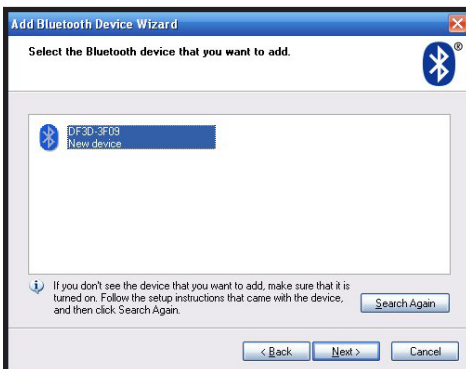 Add Bluetooth Device Wizard
Select the Bluetooth device that you want to add.
®
DF3D-3F09
New device
If you don't see the device that you want to add, make sure that it is
turned on. Follow the setup instructions that came with the device,
and then click Search Again.
Search Again
< Back
Next >
Cancel